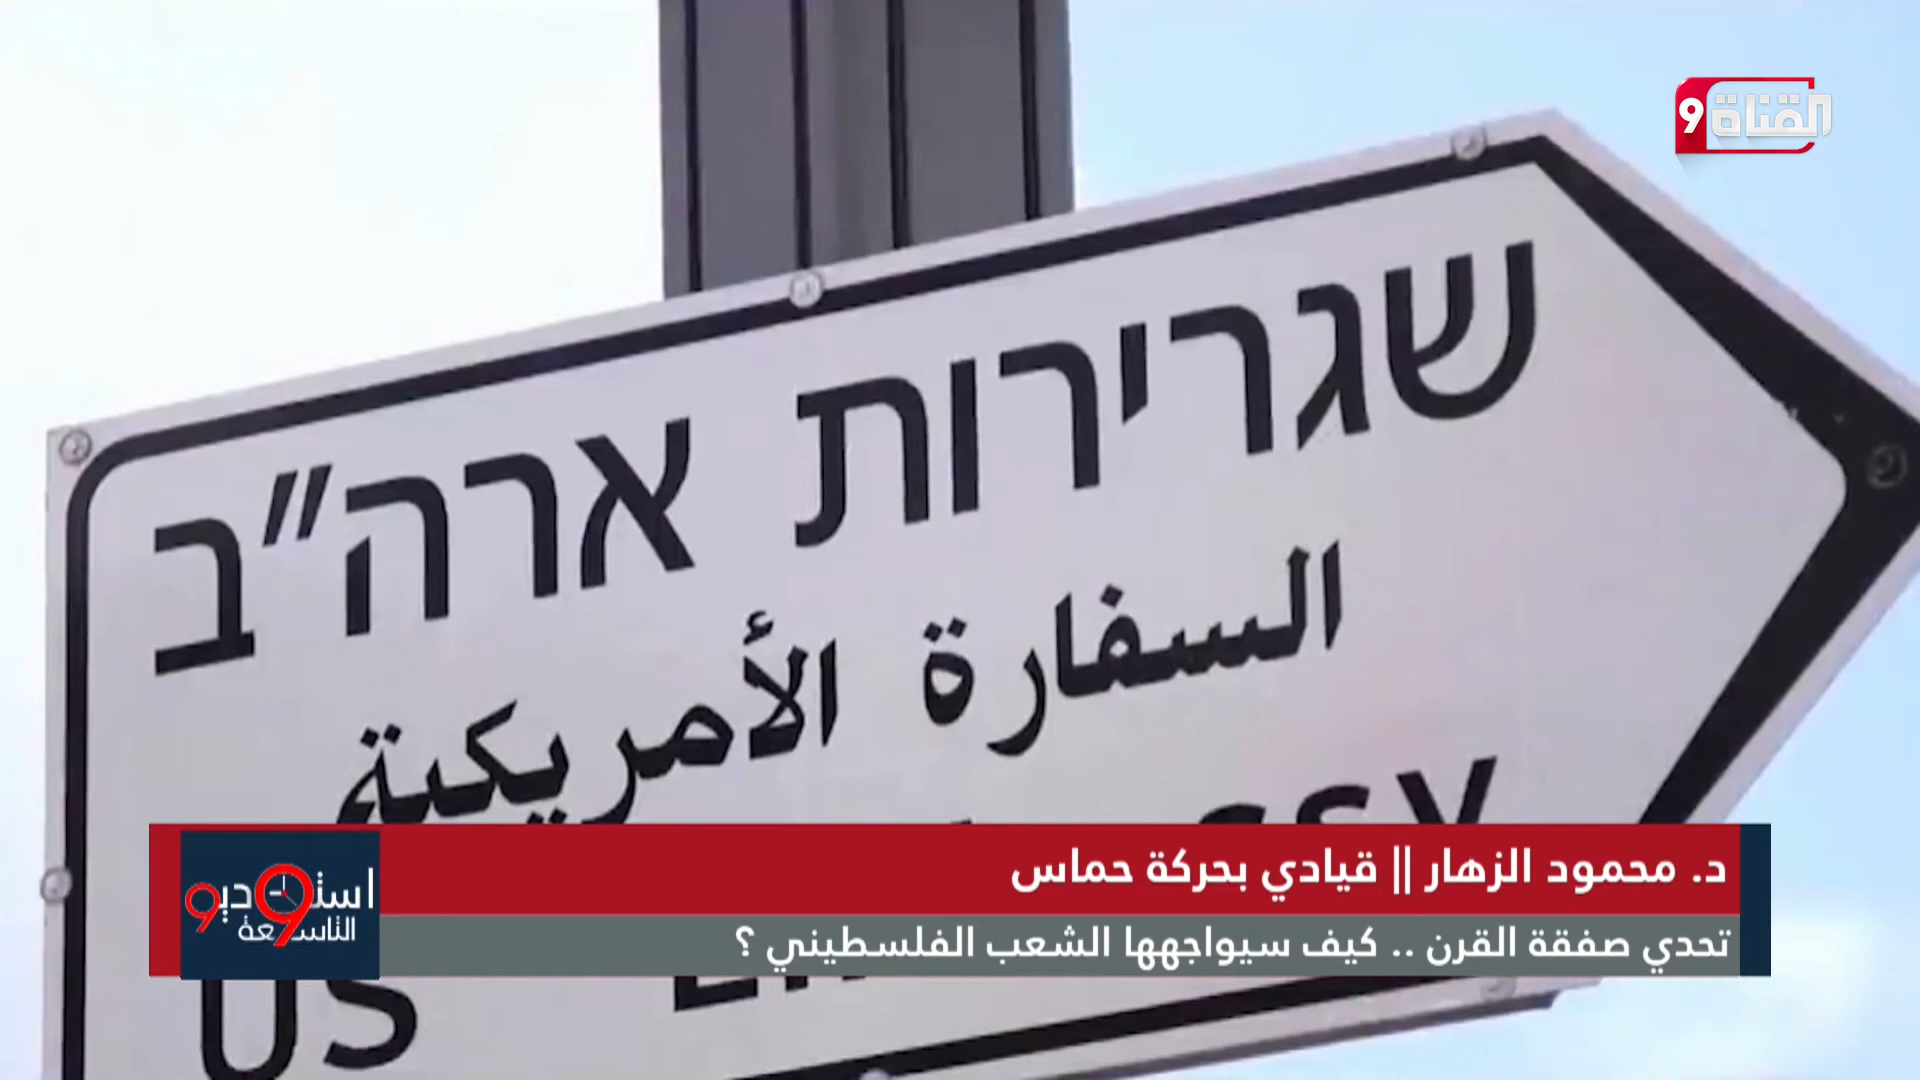 القناة 9
שגרירות ארה״ב
السفارة الأمريكية
US
د. محمود الزهار || قيادي بحركة حماس
تحدي صفقة القرن .. كيف سيواجهها الشعب الفلسطيني ؟
استوديو
التاسعة